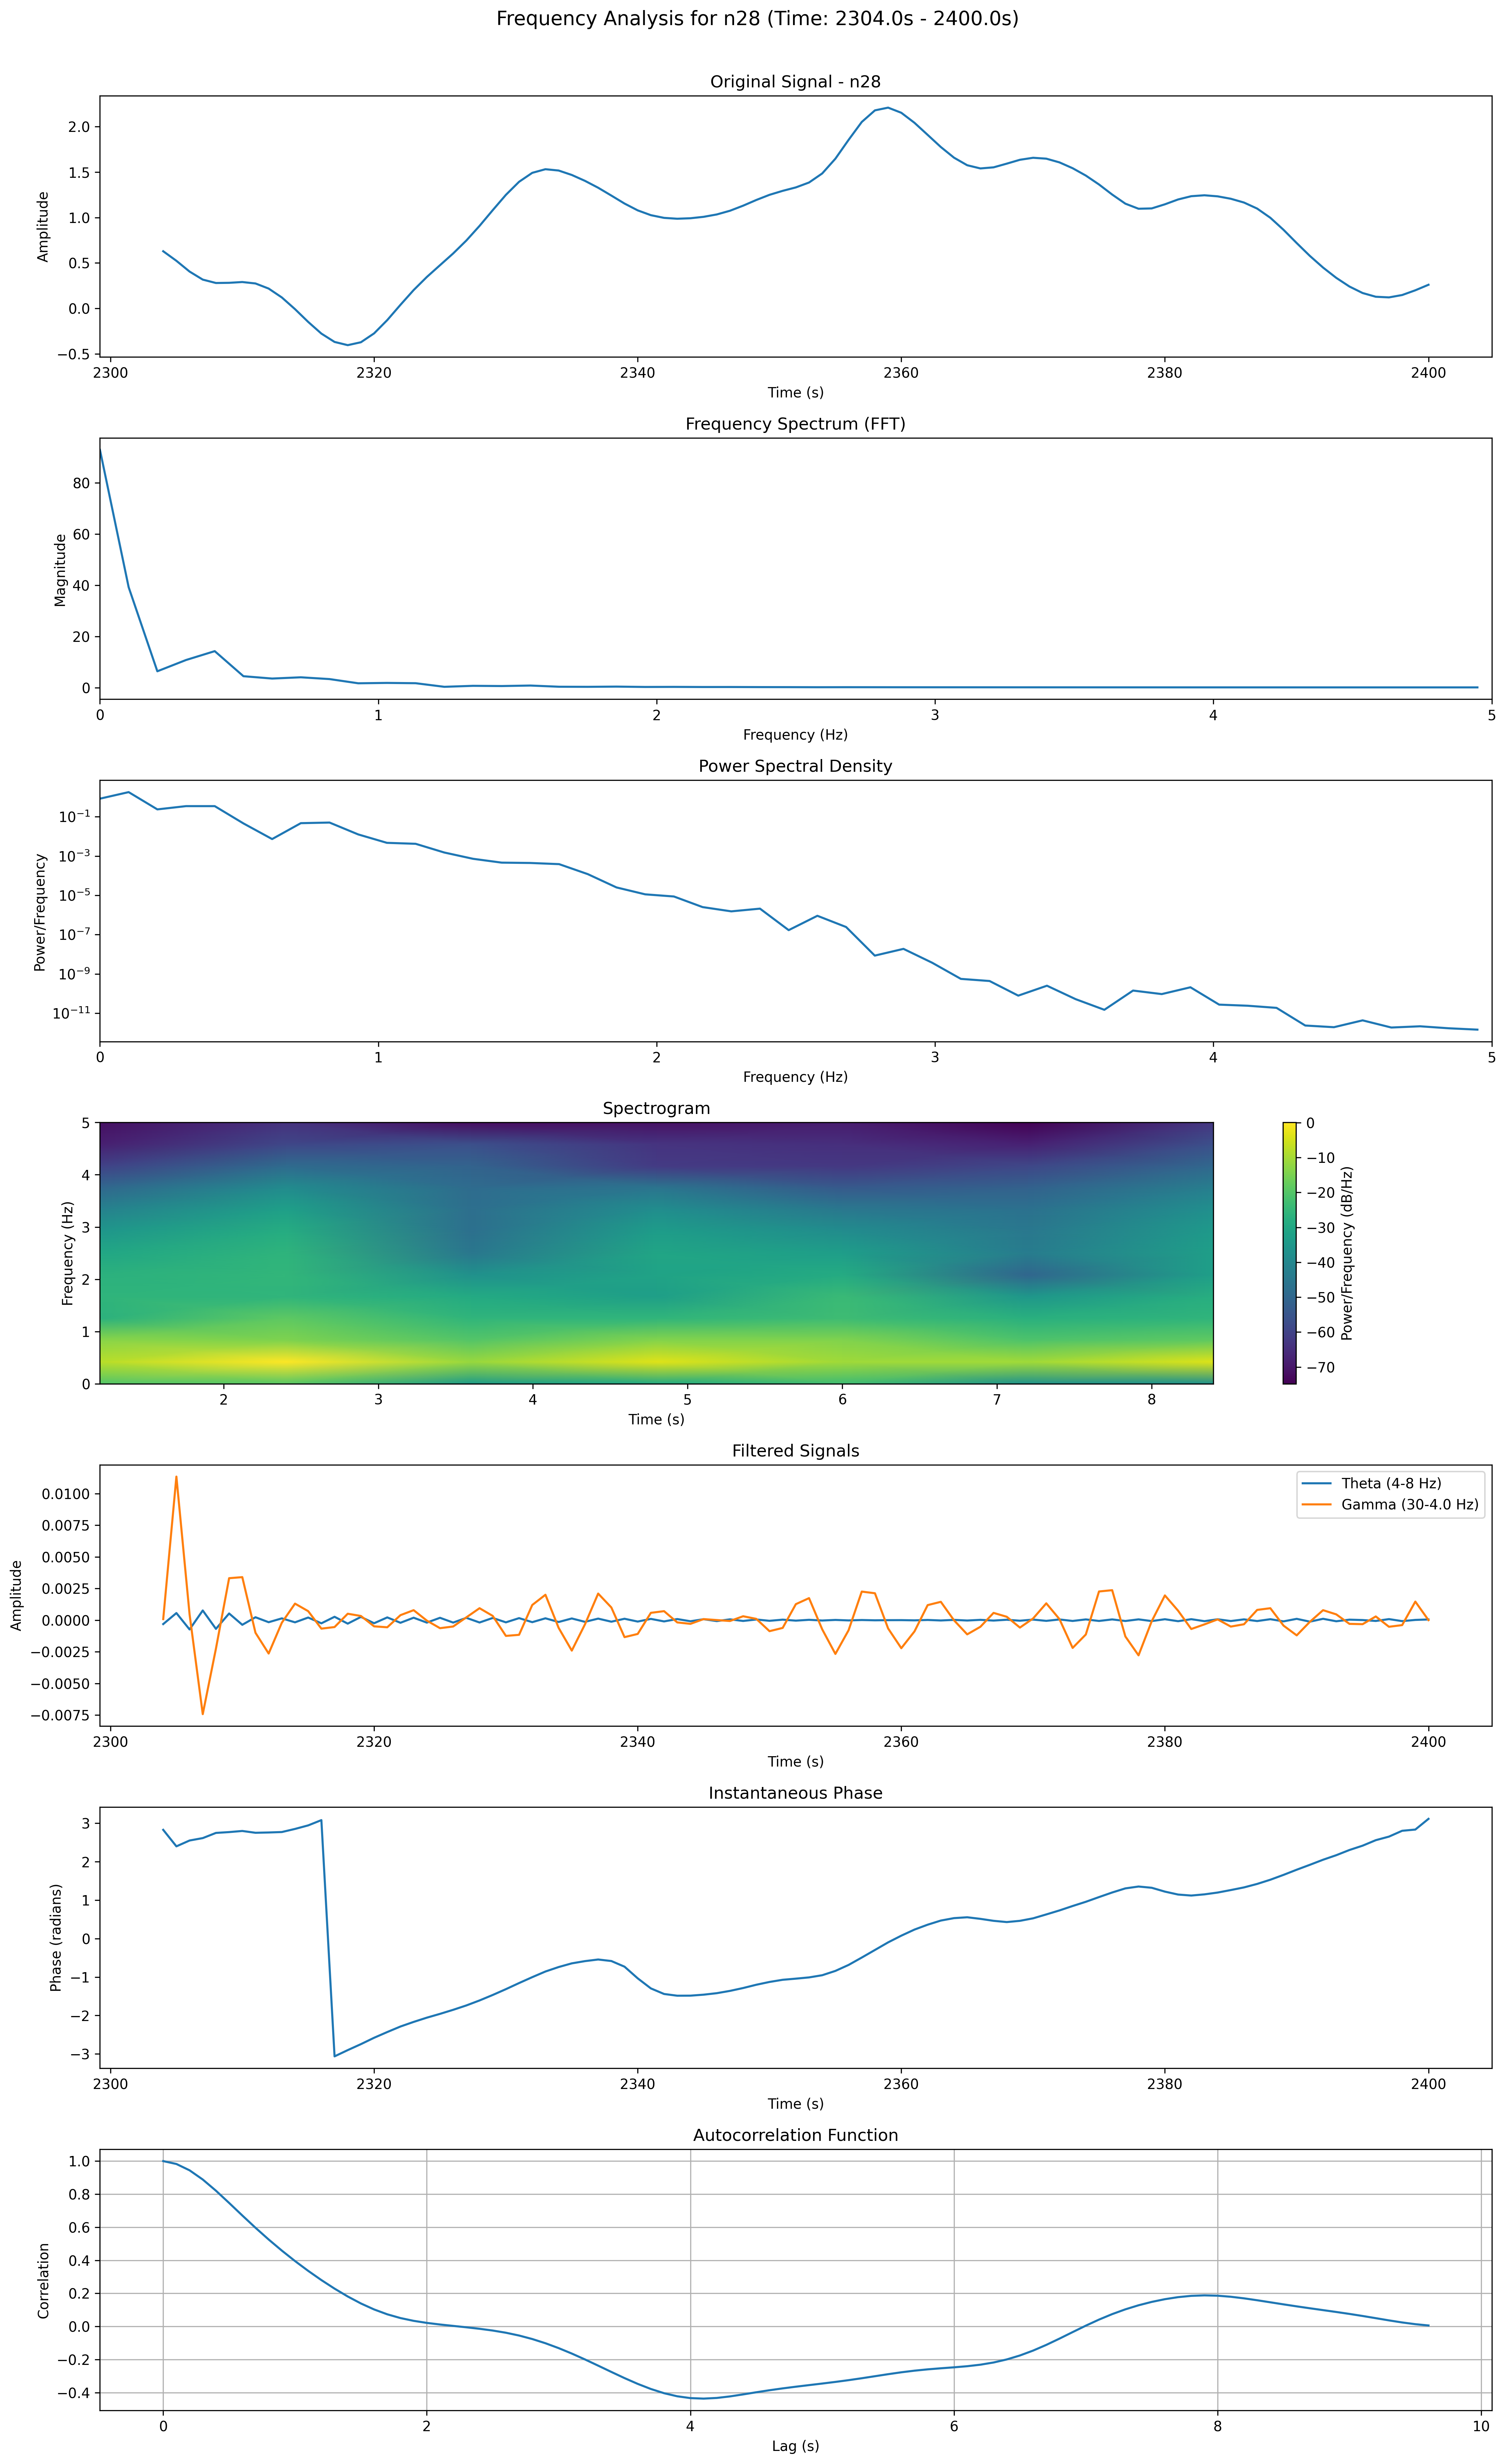 Frequency Analysis for n28 (Time: 2304.0s - 2400.0s)
Original Signal - n28
Amplitude
2.0
1.5
1.0
0.5
0.0
−0.5
2300 2320 2340 2360 2380 2400
Time (s)
Frequency Spectrum (FFT)
Magnitude
80
60
40
20
0
0 1 2 3 4 5
Frequency (Hz)
Power Spectral Density
Power/Frequency
10⁻¹
10⁻³
10⁻⁵
10⁻⁷
10⁻⁹
10⁻¹¹
0 1 2 3 4 5
Frequency (Hz)
Spectrogram
Frequency (Hz)
5
4
3
2
1
0
2 3 4 5 6 7 8
Time (s)
0
−10
−20
−30
−40
−50
−60
−70
Power/Frequency (dB/Hz)
Filtered Signals
Theta (4-8 Hz)
Gamma (30-4.0 Hz)
Amplitude
0.0100
0.0075
0.0050
0.0025
0.0000
−0.0025
−0.0050
−0.0075
2300 2320 2340 2360 2380 2400
Time (s)
Instantaneous Phase
Phase (radians)
3
2
1
0
−1
−2
−3
2300 2320 2340 2360 2380 2400
Time (s)
Autocorrelation Function
Correlation
1.0
0.8
0.6
0.4
0.2
0.0
−0.2
−0.4
0 2 4 6 8 10
Lag (s)